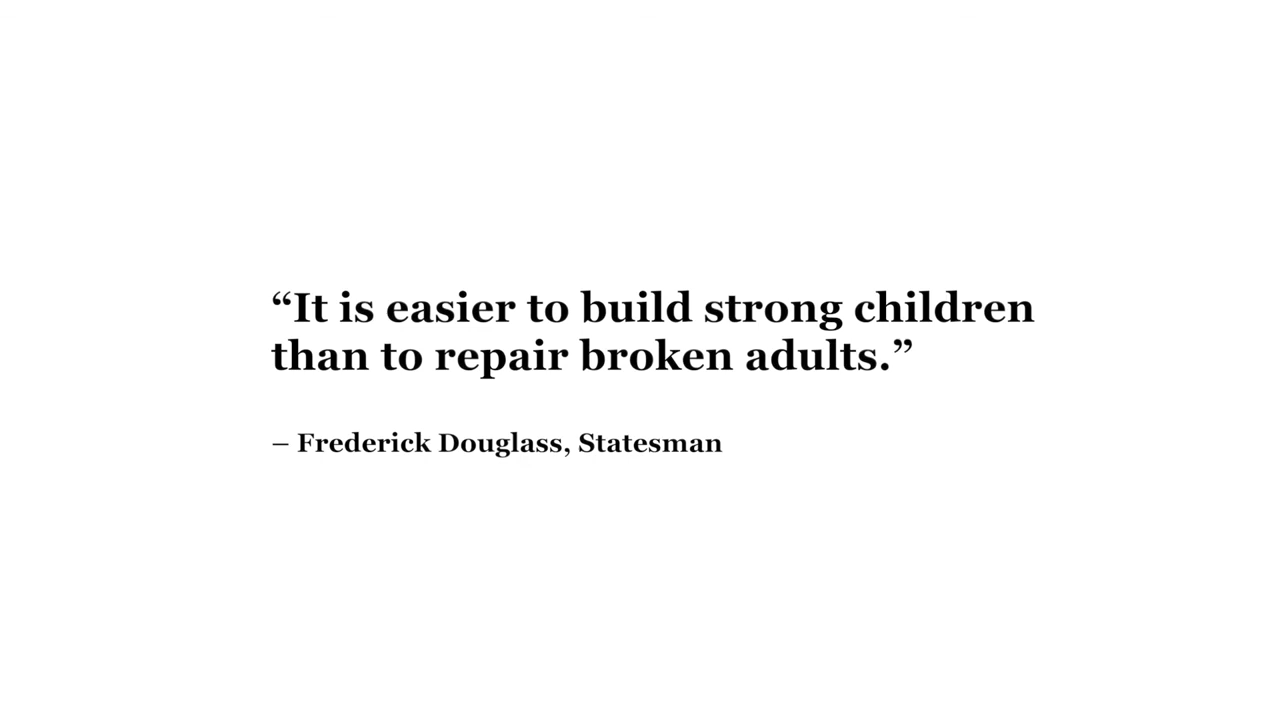 “It is easier to build strong children
than to repair broken adults.”
– Frederick Douglass, Statesman